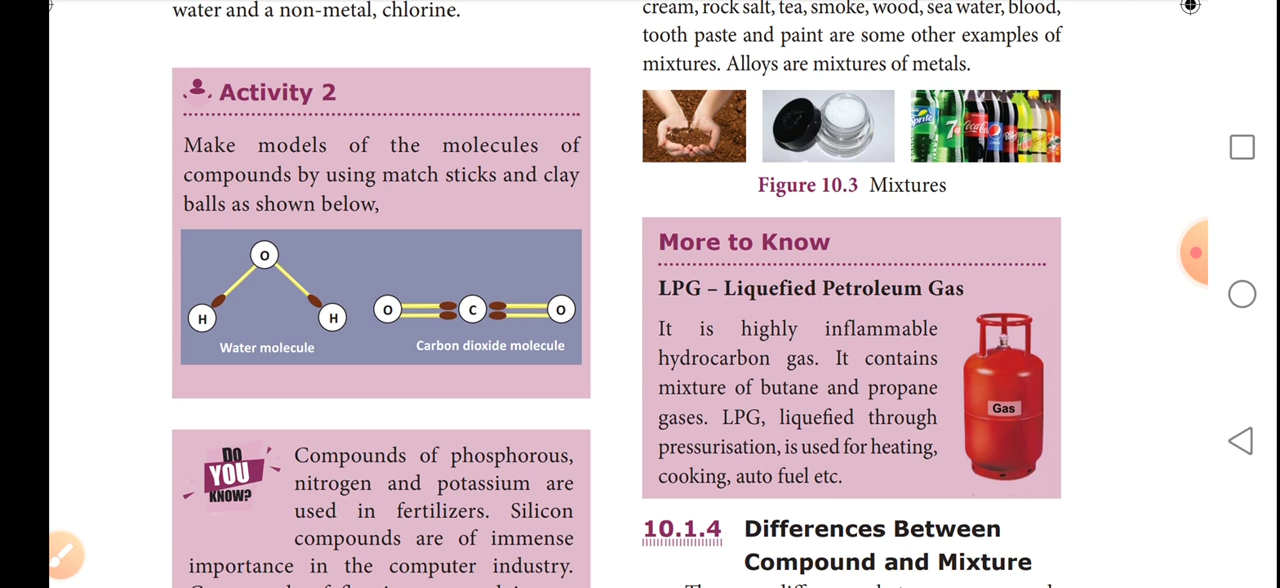 water and a non-metal, chlorine.
Activity 2
Make models of the molecules of
compounds by using match sticks and clay
balls as shown below,
O
H
H
Water molecule
O
C
O
Carbon dioxide molecule
DO
YOU
KNOW?
Compounds of phosphorous,
nitrogen and potassium are
used in fertilizers. Silicon
compounds are of immense
importance in the computer industry.
cream, rock salt, tea, smoke, wood, sea water, blood,
tooth paste and paint are some other examples of
mixtures. Alloys are mixtures of metals.
Sprite
7
Coca-Cola
Figure 10.3 Mixtures
More to Know
LPG – Liquefied Petroleum Gas
It is highly inflammable
hydrocarbon gas. It contains
mixture of butane and propane
gases. LPG, liquefied through
pressurisation, is used for heating,
cooking, auto fuel etc.
Gas
10.1.4 Differences Between
Compound and Mixture